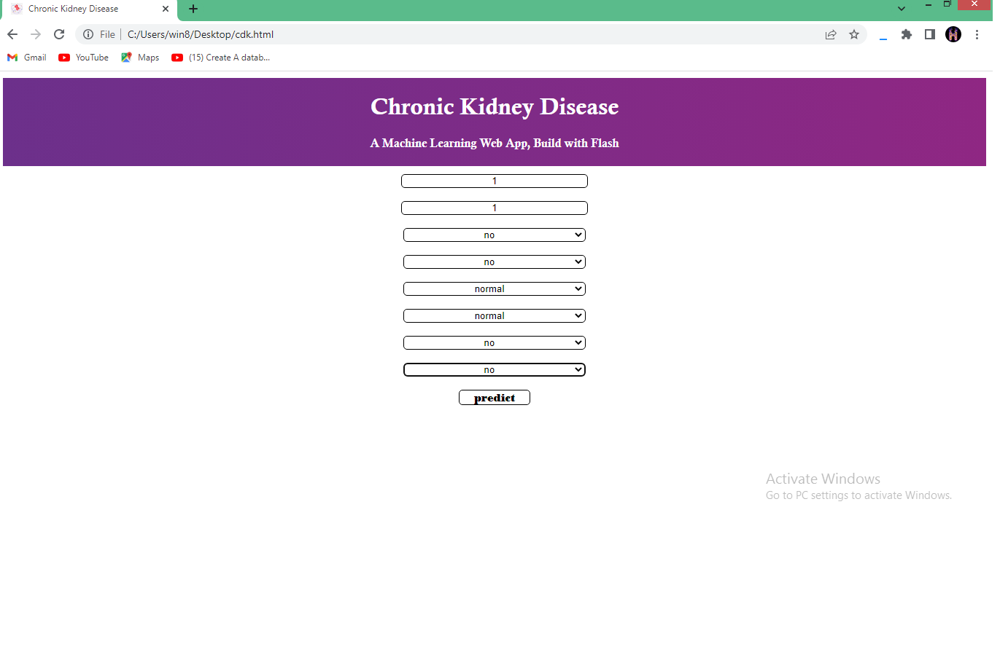 Chronic Kidney Disease
File C:/Users/win8/Desktop/cdk.html
Gmail YouTube Maps (15) Create A datab...
Chronic Kidney Disease
A Machine Learning Web App, Build with Flash
1
1
no
no
normal
normal
no
no
predict
Activate Windows
Go to PC settings to activate Windows.